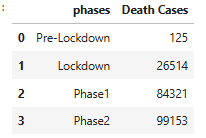 :
phases Death Cases
0 Pre-Lockdown 125
1 Lockdown 26514
2 Phase1 84321
3 Phase2 99153